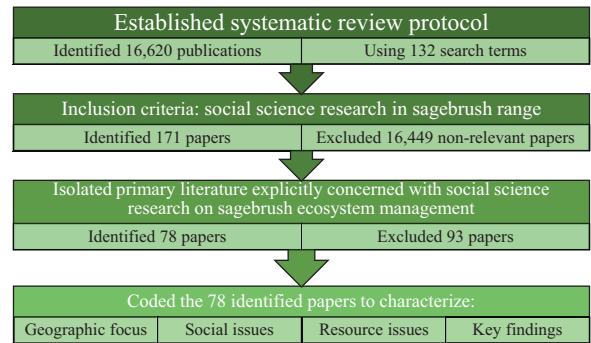 Established systematic review protocol
Identified 16,620 publications
Using 132 search terms
Inclusion criteria: social science research in sagebrush range
Identified 171 papers
Excluded 16,449 non-relevant papers
Isolated primary literature explicitly concerned with social science
research on sagebrush ecosystem management
Identified 78 papers
Excluded 93 papers
Coded the 78 identified papers to characterize:
Geographic focus
Social issues
Resource issues
Key findings